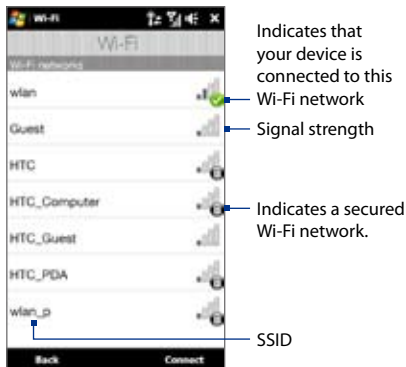 Wi-Fi
Wi-Fi
Wi-Fi networks
wlan
Guest
HTC
HTC_Computer
HTC_Guest
HTC_PDA
wlan_p
Back Connect
Indicates that
your device is
connected to this
Wi-Fi network
Signal strength
Indicates a secured
Wi-Fi network.
SSID